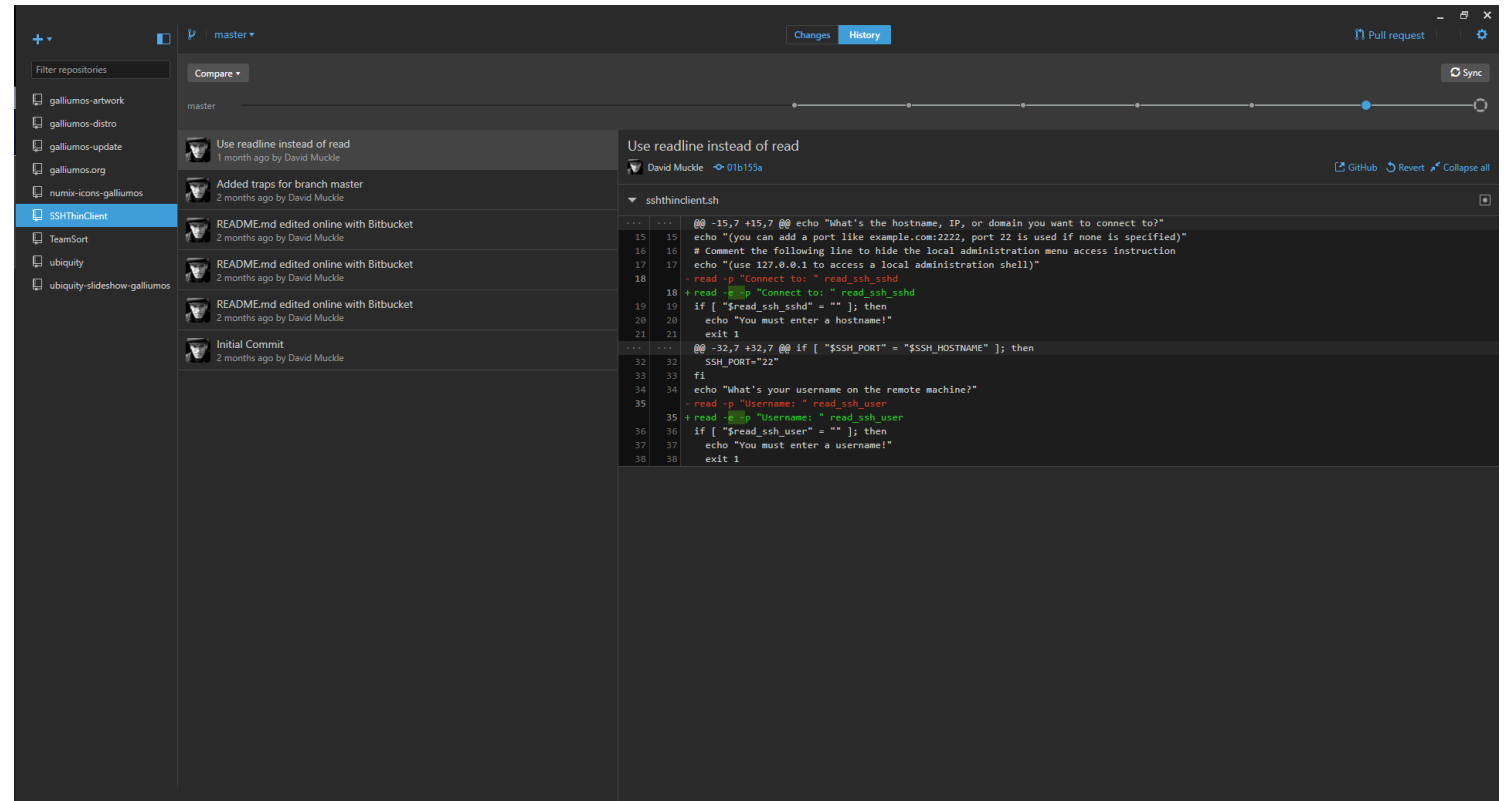 master
Changes
History
Pull request
Filter repositories
Compare
Sync
master
galliumos-artwork
galliumos-distro
galliumos-update
galliumos.org
numix-icons-galliumos
SSHThinClient
TeamSort
ubiquity
ubiquity-slideshow-galliumos
Use readline instead of read
1 month ago by David Muckle
Added traps for branch master
2 months ago by David Muckle
README.md edited online with Bitbucket
2 months ago by David Muckle
README.md edited online with Bitbucket
2 months ago by David Muckle
README.md edited online with Bitbucket
2 months ago by David Muckle
Initial Commit
2 months ago by David Muckle
Use readline instead of read
David Muckle 01b155a
GitHub Revert Collapse all
sshthinclient.sh
... ... @@ -15,7 +15,7 @@ echo "What's the hostname, IP, or domain you want to connect to?"
15 15 echo "(you can add a port like example.com:2222, port 22 is used if none is specified)"
16 16 # Comment the following line to hide the local administration menu access instruction
17 17 echo "(use 127.0.0.1 to access a local administration shell)"
18 - read -p "Connect to: " read_ssh_sshd
18 + read -e -p "Connect to: " read_ssh_sshd
19 19 if [ "$read_ssh_sshd" = "" ]; then
20 20 echo "You must enter a hostname!"
21 21 exit 1
... ... @@ -32,7 +32,7 @@ if [ "$SSH_PORT" = "$SSH_HOSTNAME" ]; then
32 32 SSH_PORT="22"
33 33 fi
34 34 echo "What's your username on the remote machine?"
35 - read -p "Username: " read_ssh_user
35 + read -e -p "Username: " read_ssh_user
36 36 if [ "$read_ssh_user" = "" ]; then
37 37 echo "You must enter a username!"
38 38 exit 1